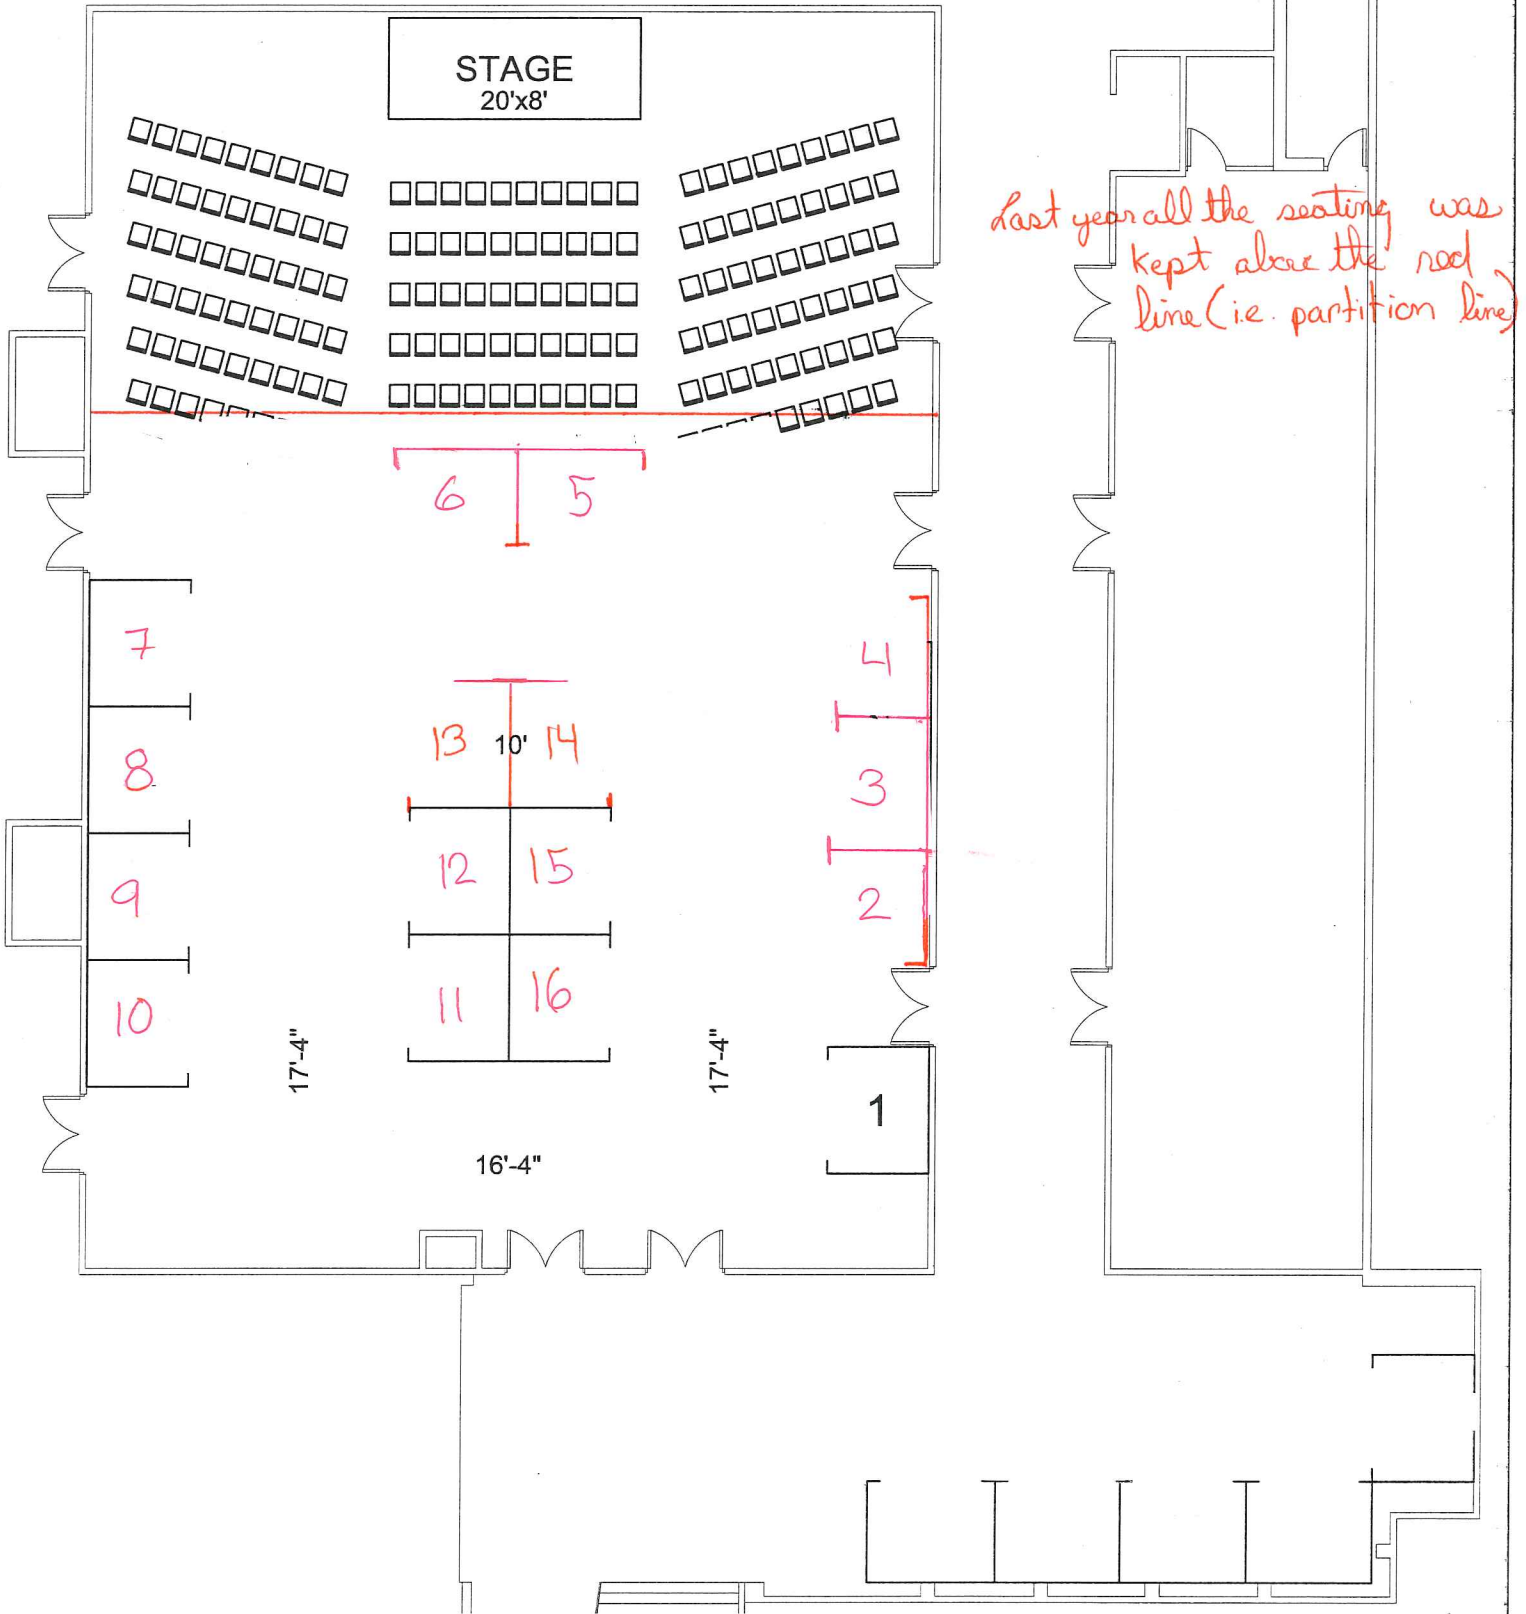 STAGE
20'x8'
Last year all the seating was
kept above the red
line (i.e. partition line)
6 5
7
4
13 10' 14
8
3
12 15
9
2
11 16
10
17'-4" 17'-4"
1
16'-4"